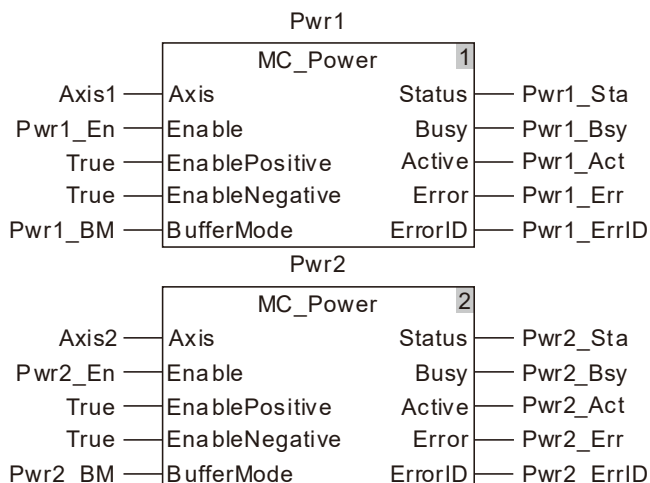 Pwr1
MC_Power 1
Axis1 Axis Status Pwr1_Sta
Pwr1_En Enable Busy Pwr1_Bsy
True EnablePositive Active Pwr1_Act
True EnableNegative Error Pwr1_Err
Pwr1_BM BufferMode ErrorID Pwr1_ErrID
Pwr2
MC_Power 2
Axis2 Axis Status Pwr2_Sta
Pwr2_En Enable Busy Pwr2_Bsy
True EnablePositive Active Pwr2_Act
True EnableNegative Error Pwr2_Err
Pwr2_BM BufferMode ErrorID Pwr2_ErrID